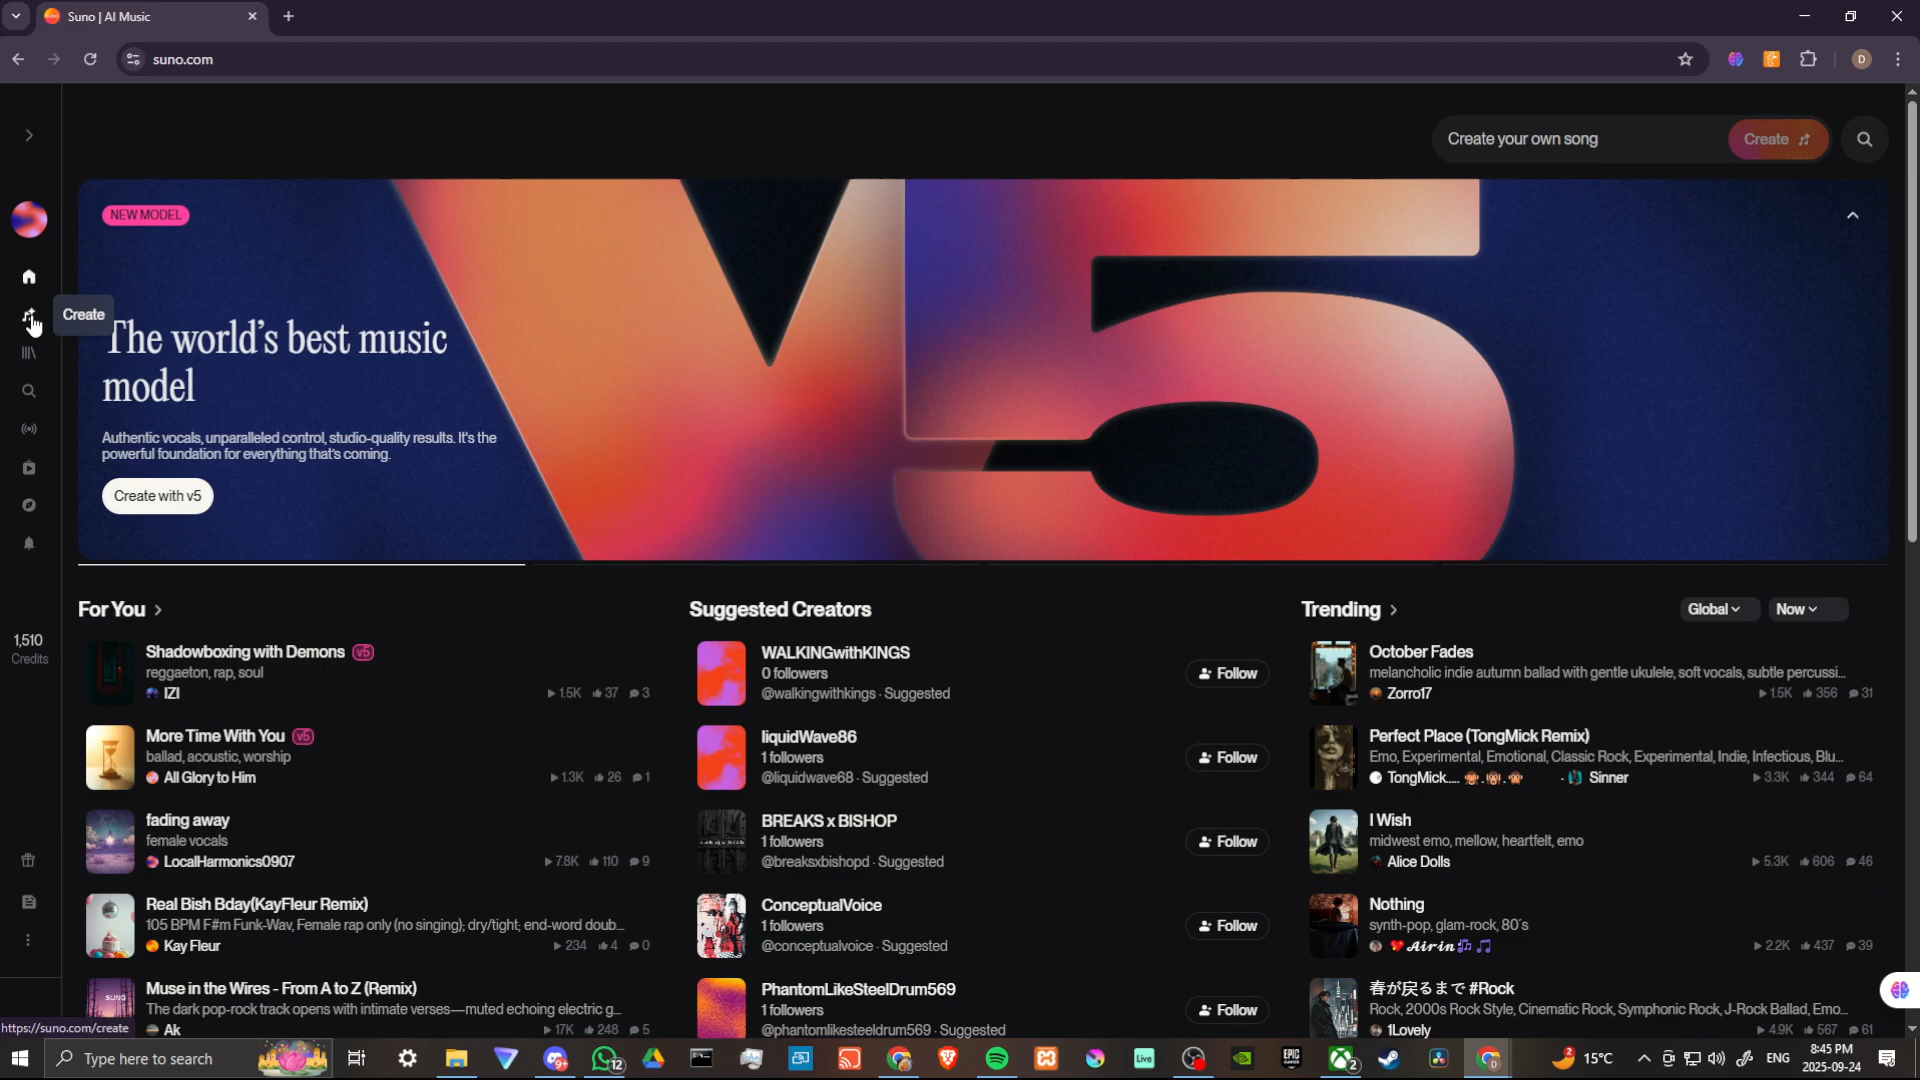 Suno | AI Music
suno.com
Create your own song
Create
NEW MODEL
V5
Create
The world's best music
model
Authentic vocals, unparalleled control, studio-quality results. It's the
powerful foundation for everything that's coming.
Create with v5
1,510
Credits
For You
Shadowboxing with Demons v5
reggaeton, rap, soul
IZI
1.5K 37 3
More Time With You v5
ballad, acoustic, worship
All Glory to Him
1.3K 26 1
fading away
female vocals
LocalHarmonics0907
7.8K 110 9
Real Bish Bday(KayFleur Remix)
105 BPM F#m Funk-Wav, Female rap only (no singing); dry/tight, end-word doub...
Kay Fleur
234 4 0
SUNO
Muse in the Wires - From A to Z (Remix)
The dark pop-rock track opens with intimate verses—muted echoing electric g...
Ak
17K 248 5
Suggested Creators
WALKINGwithKINGS
0 followers
@walkingwithkings · Suggested
Follow
liquidWave86
1 followers
@liquidwave68 · Suggested
Follow
BREAKS x BISHOP
1 followers
@breaksxbishopd · Suggested
Follow
ConceptualVoice
1 followers
@conceptualvoice · Suggested
Follow
PhantomLikeSteelDrum569
1 followers
@phantomlikesteeldrum569 · Suggested
Follow
Trending
Global
Now
October Fades
melancholic indie autumn ballad with gentle ukulele, soft vocals, subtle percussi...
Zorro17
1.5K 356 31
Perfect Place (TongMick Remix)
Emo, Experimental, Emotional, Classic Rock, Experimental, Indie, Infectious, Blu...
TongMick..... 🙊.🙉.🙈 · Sinner
3.3K 344 64
I Wish
midwest emo, mellow, heartfelt, emo
Alice Dolls
5.3K 606 46
Nothing
synth-pop, glam-rock, 80´s
❤️ 𝓐𝓲𝓻𝓲𝓷 🎶 🎵
2.2K 437 39
春が戻るまで #Rock
Rock, 2000s Rock Style, Cinematic Rock, Symphonic Rock, J-Rock Ballad, Emo...
1Lovely
4.9K 567 61
https://suno.com/create
Type here to search
9+
12
Live
EPIC
GAMES
2
D
2
15°C
ENG
8:45 PM
2025-09-24